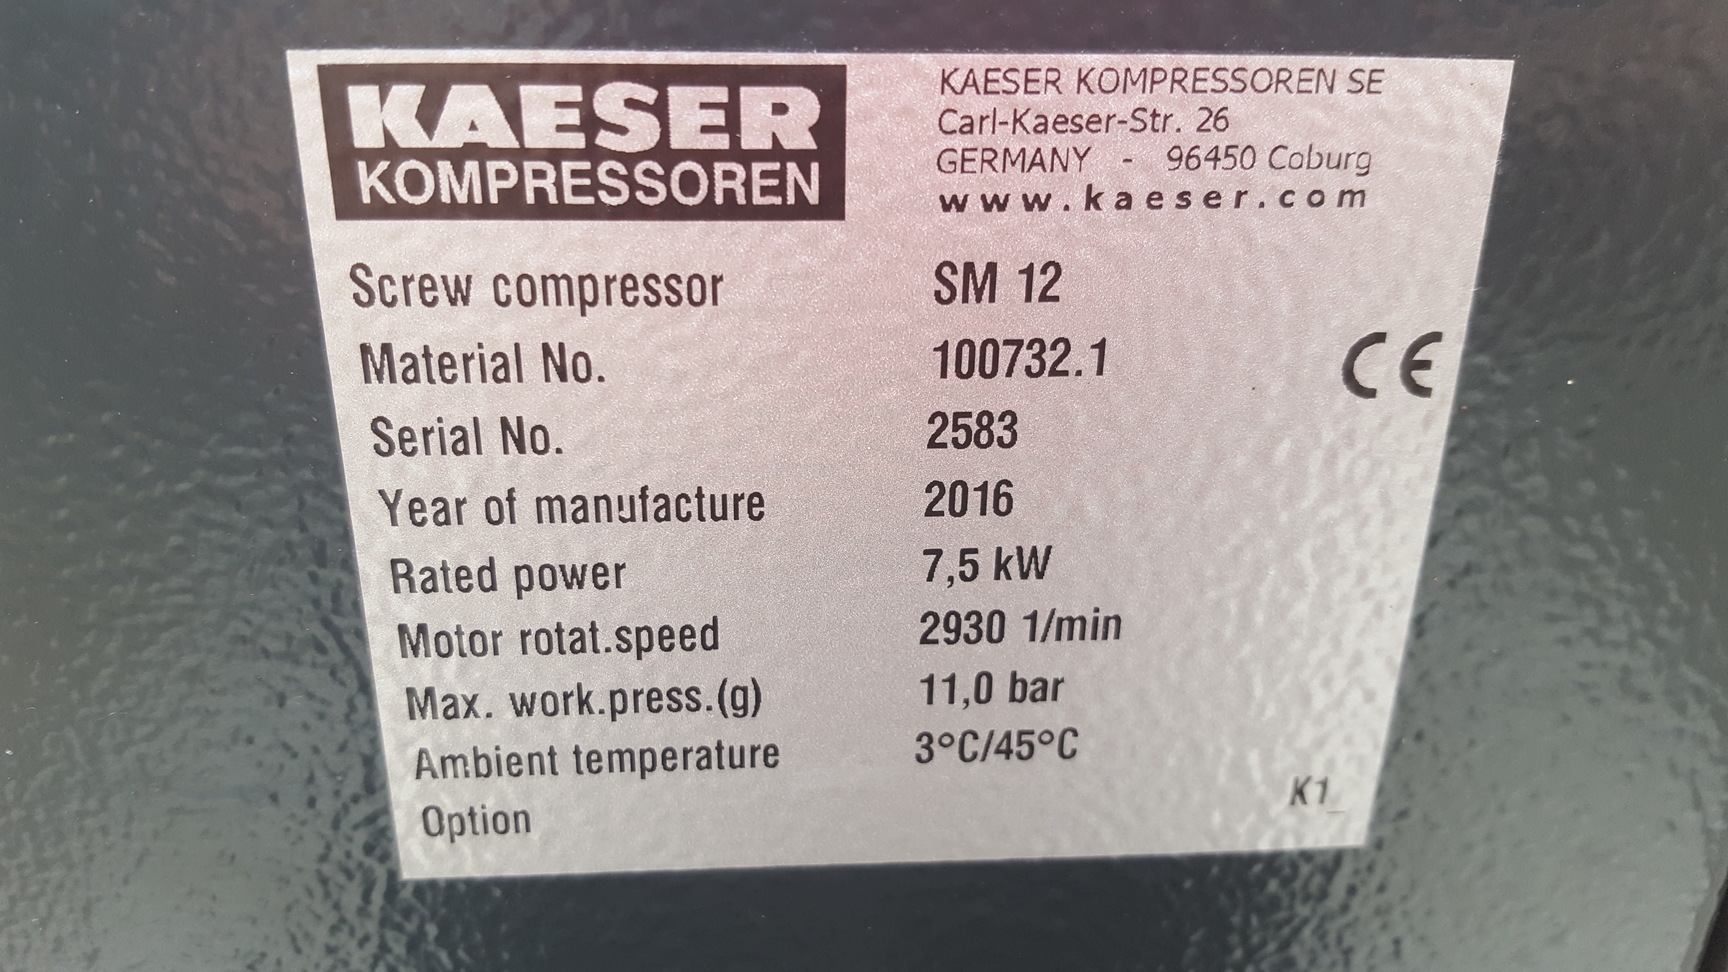 KAESER
KOMPRESSOREN
KAESER KOMPRESSOREN SE
Carl-Kaeser-Str. 26
GERMANY - 96450 Coburg
www.kaeser.com
Screw compressor SM 12
Material No. 100732.1
CE
Serial No. 2583
Year of manufacture 2016
Rated power 7,5 kW
Motor rotat.speed 2930 1/min
Max. work.press.(g) 11,0 bar
Ambient temperature 3°C/45°C
Option K1_